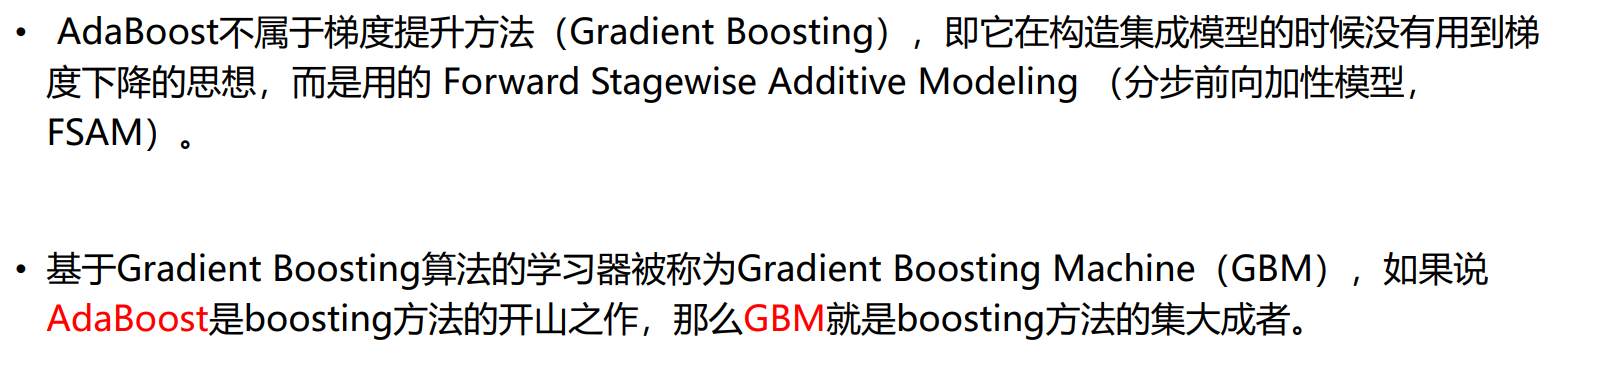 • AdaBoost不属于梯度提升方法（Gradient Boosting），即它在构造集成模型的时候没有用到梯
度下降的思想，而是用的 Forward Stagewise Additive Modeling （分步前向加性模型，
FSAM）。
• 基于Gradient Boosting算法的学习器被称为Gradient Boosting Machine（GBM），如果说
AdaBoost是boosting方法的开山之作，那么GBM就是boosting方法的集大成者。